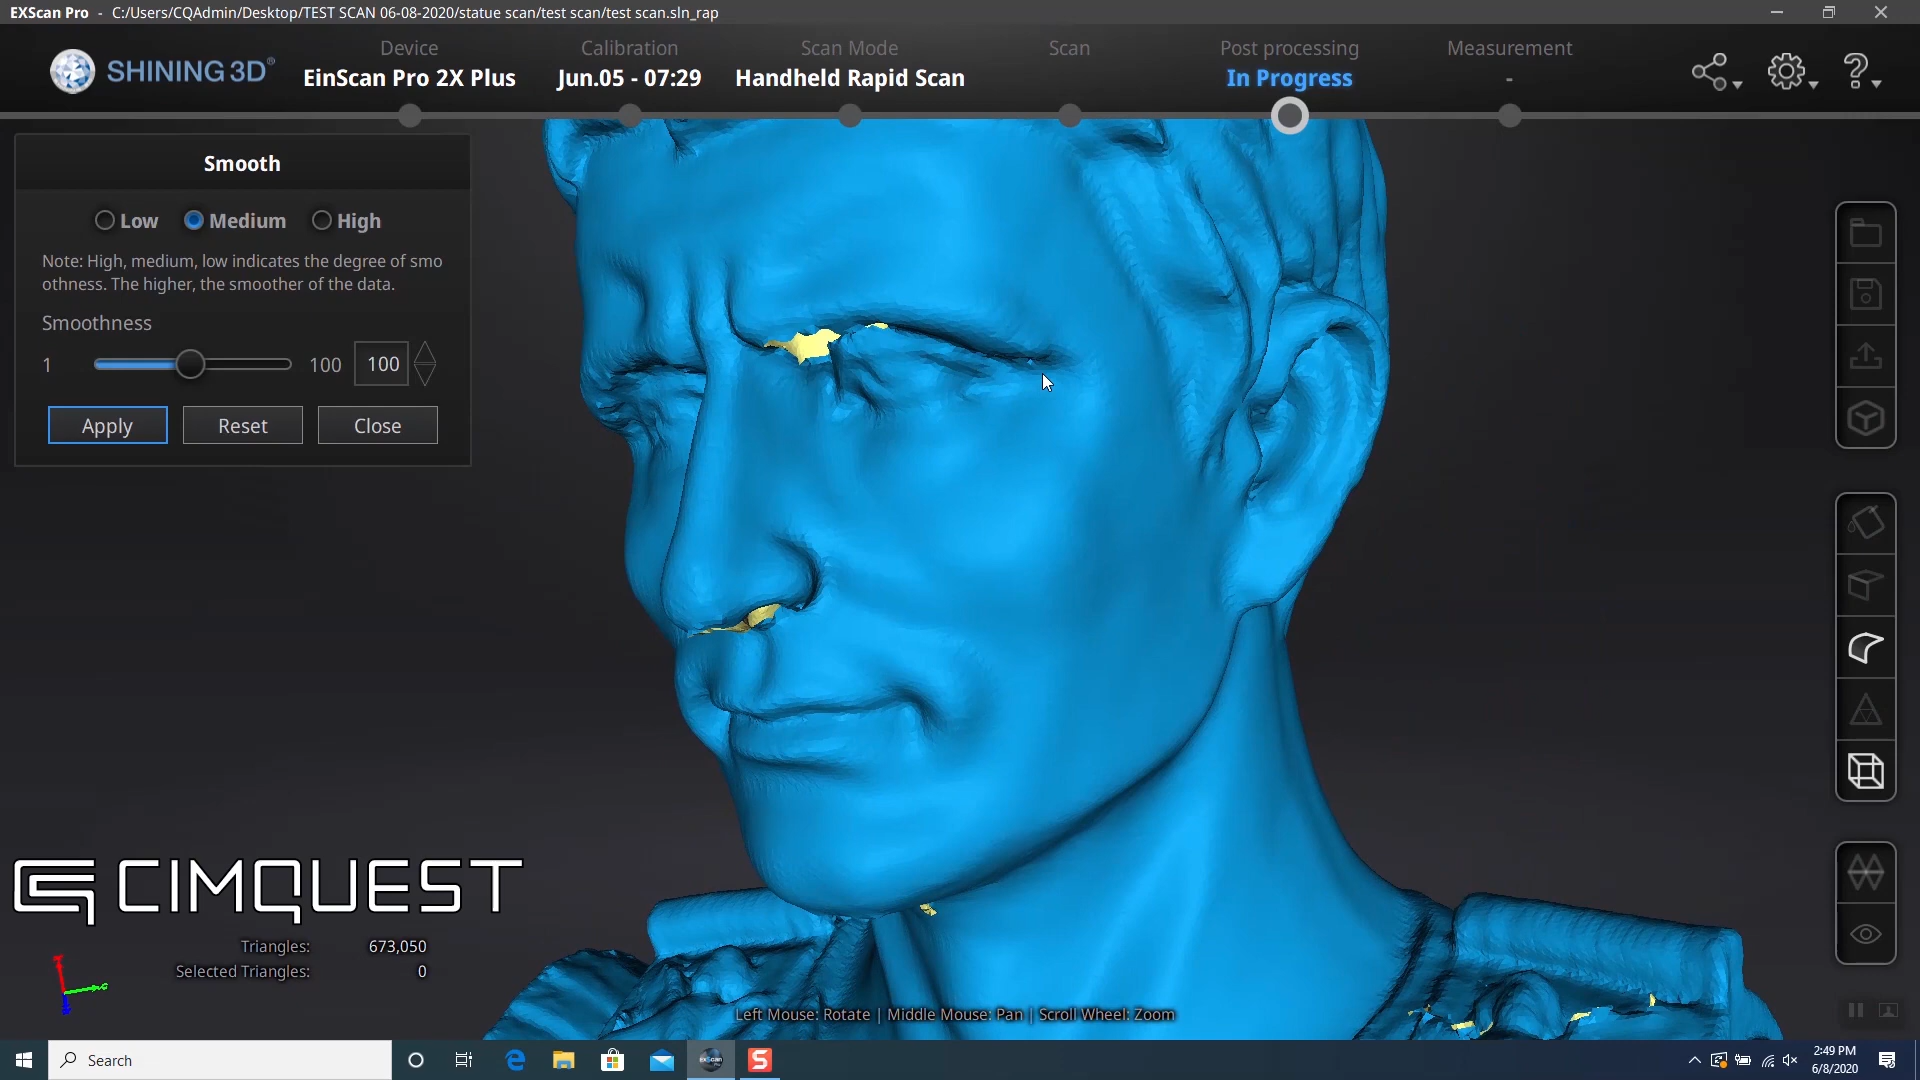 EXScan Pro - C:/Users/CQAdmin/Desktop/TEST SCAN 06-08-2020/statue scan/test scan/test scan.sln_rap
SHINING 3D®
Device
EinScan Pro 2X Plus
Calibration
Jun.05 - 07:29
Scan Mode
Handheld Rapid Scan
Scan
Post processing
In Progress
Measurement
-
Smooth
Low Medium High
Note: High, medium, low indicates the degree of smo
othness. The higher, the smoother of the data.
Smoothness
1 100 100
Apply Reset Close
CIMQUEST
Triangles: 673,050
Selected Triangles: 0
Left Mouse: Rotate | Middle Mouse: Pan | Scroll Wheel: Zoom
Search
2:49 PM
6/8/2020